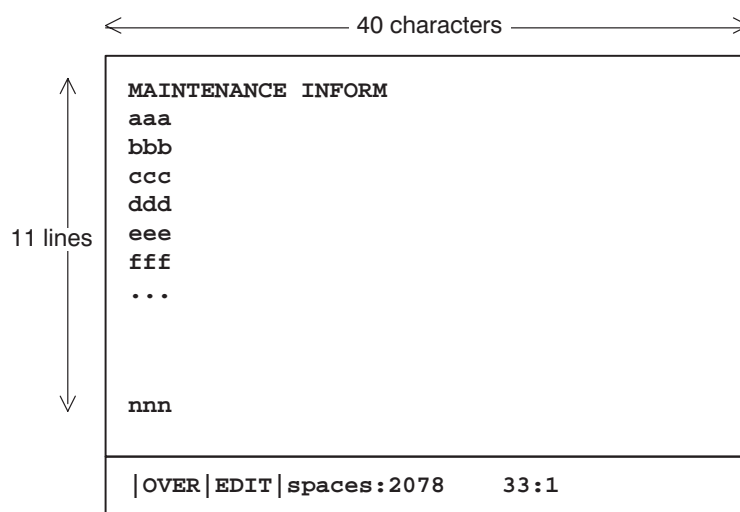 40 characters
MAINTENANCE INFORM
aaa
bbb
ccc
ddd
eee
11 lines
fff
...
nnn
|OVER|EDIT|spaces:2078 33:1